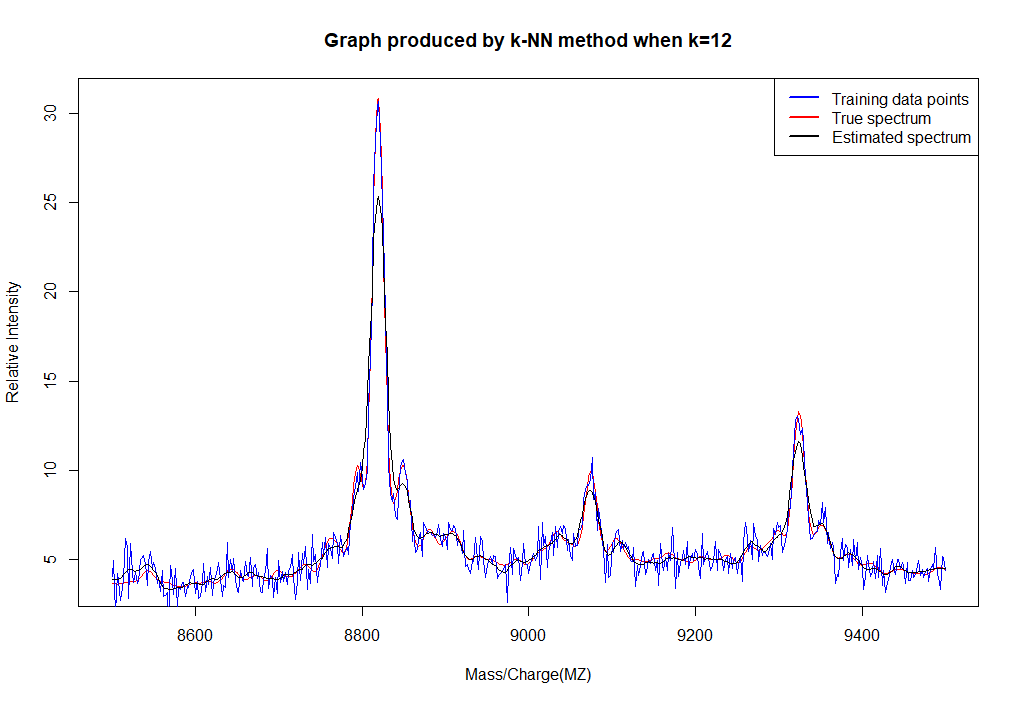 Graph produced by k-NN method when k=12
Training data points
True spectrum
Estimated spectrum
Relative Intensity
30
25
20
15
10
5
8600 8800 9000 9200 9400
Mass/Charge(MZ)